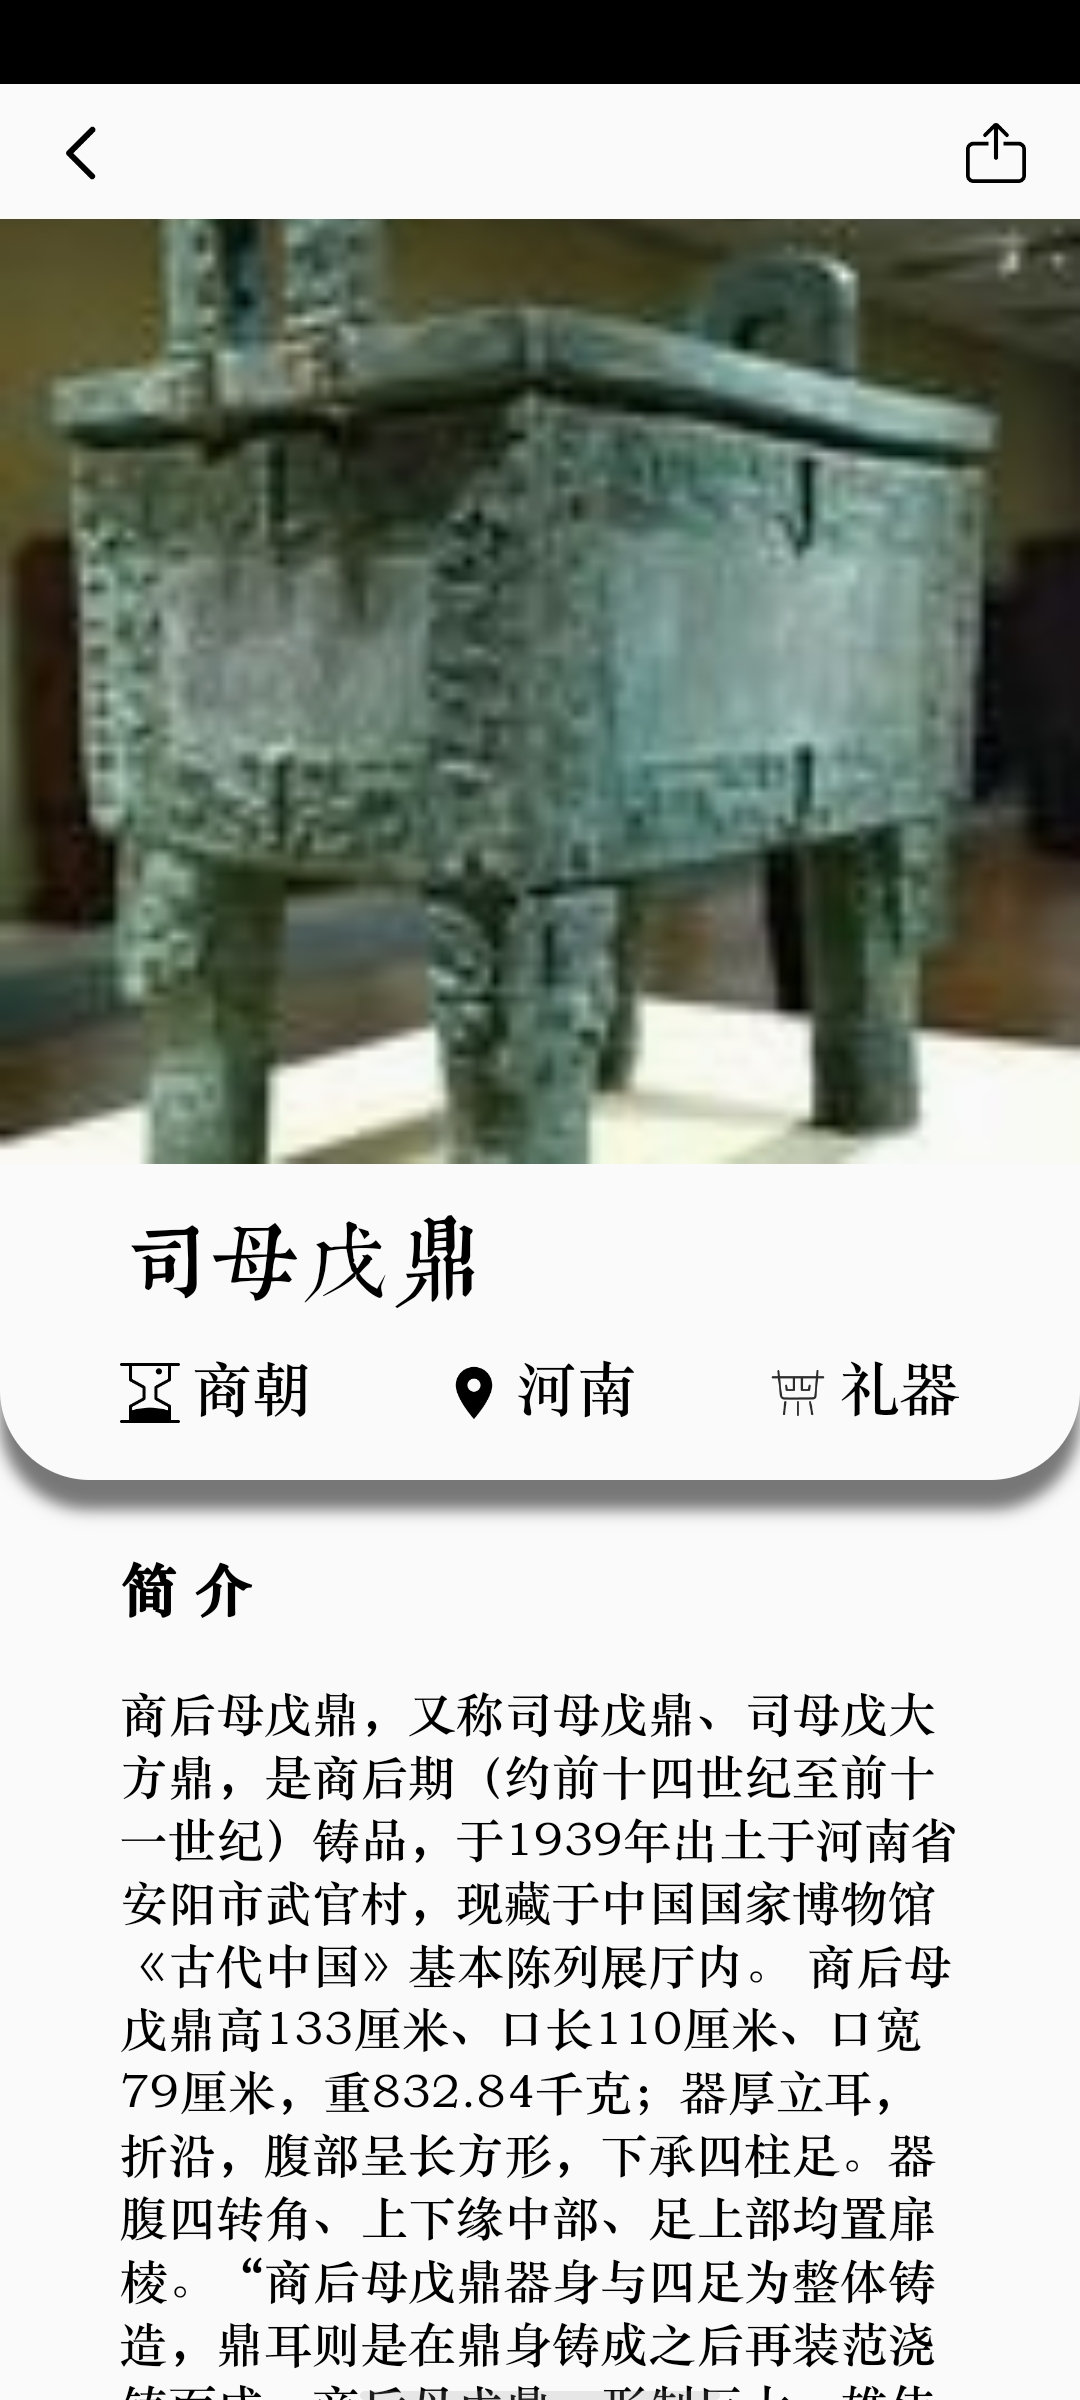 司母戊鼎
商朝 河南 礼器
简介
商后母戊鼎，又称司母戊鼎、司母戊大
方鼎，是商后期（约前十四世纪至前十
一世纪）铸品，于1939年出土于河南省
安阳市武官村，现藏于中国国家博物馆
《古代中国》基本陈列展厅内。 商后母
戊鼎高133厘米、口长110厘米、口宽
79厘米，重832.84千克；器厚立耳，
折沿，腹部呈长方形，下承四柱足。器
腹四转角、上下缘中部、足上部均置扉
棱。 “商后母戊鼎器身与四足为整体铸
造，鼎耳则是在鼎身铸成之后再装范浇